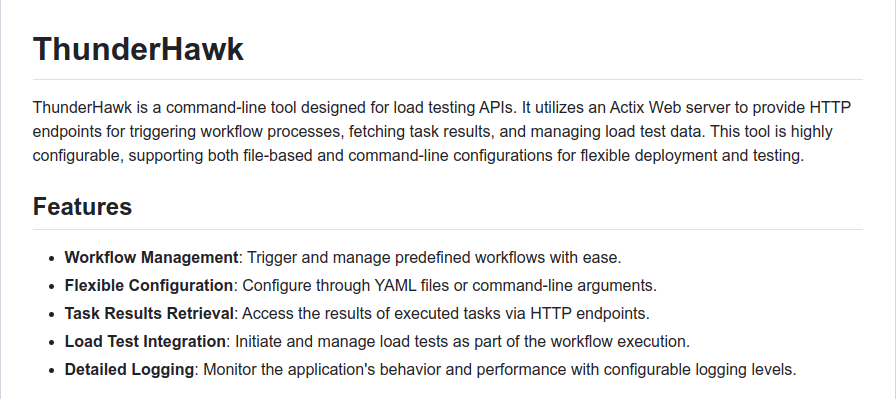 ThunderHawk
ThunderHawk is a command-line tool designed for load testing APIs. It utilizes an Actix Web server to provide HTTP
endpoints for triggering workflow processes, fetching task results, and managing load test data. This tool is highly
configurable, supporting both file-based and command-line configurations for flexible deployment and testing.
Features
• Workflow Management: Trigger and manage predefined workflows with ease.
• Flexible Configuration: Configure through YAML files or command-line arguments.
• Task Results Retrieval: Access the results of executed tasks via HTTP endpoints.
• Load Test Integration: Initiate and manage load tests as part of the workflow execution.
• Detailed Logging: Monitor the application's behavior and performance with configurable logging levels.